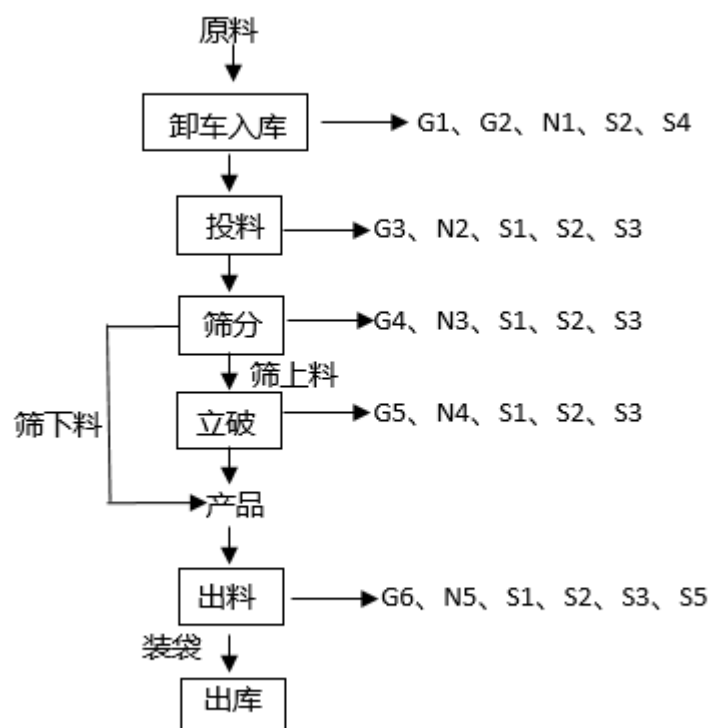 原料
卸车入库
G1、G2、N1、S2、S4
投料
G3、N2、S1、S2、S3
筛分
G4、N3、S1、S2、S3
筛上料
筛下料
立破
G5、N4、S1、S2、S3
产品
出料
G6、N5、S1、S2、S3、S5
装袋
出库